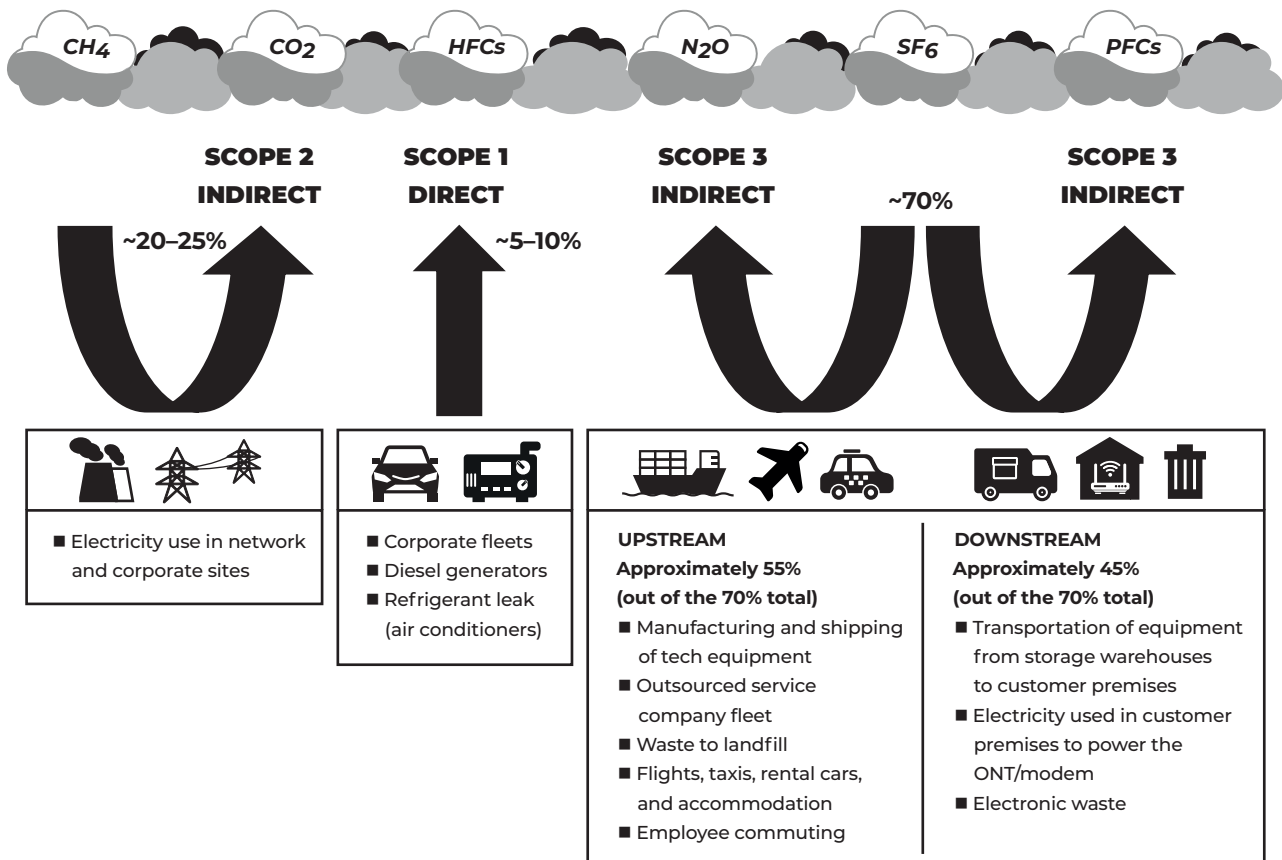 CH4
CO2
HFCs
N2O
SF6
PFCs
SCOPE 2
INDIRECT
~20–25%
SCOPE 1
DIRECT
~5–10%
SCOPE 3
INDIRECT
~70%
SCOPE 3
INDIRECT
■ Electricity use in network
and corporate sites
■ Corporate fleets
■ Diesel generators
■ Refrigerant leak
(air conditioners)
UPSTREAM
Approximately 55%
(out of the 70% total)
■ Manufacturing and shipping
of tech equipment
■ Outsourced service
company fleet
■ Waste to landfill
■ Flights, taxis, rental cars,
and accommodation
■ Employee commuting
DOWNSTREAM
Approximately 45%
(out of the 70% total)
■ Transportation of equipment
from storage warehouses
to customer premises
■ Electricity used in customer
premises to power the
ONT/modem
■ Electronic waste